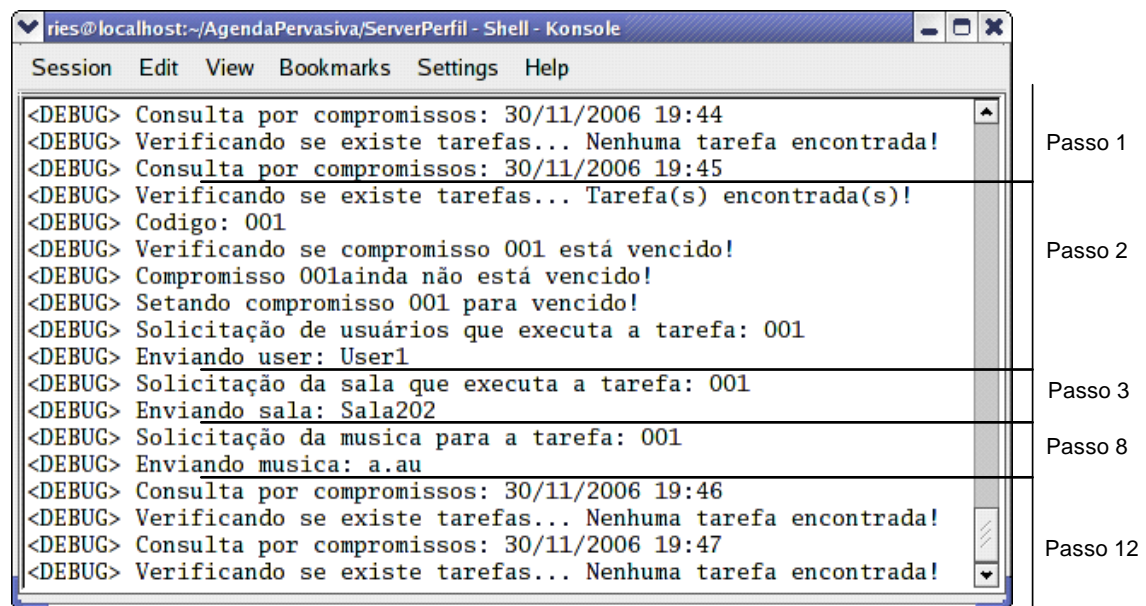 ries@localhost:~/AgendaPervasiva/ServerPerfil - Shell - Konsole
Session Edit View Bookmarks Settings Help
<DEBUG> Consulta por compromissos: 30/11/2006 19:44
<DEBUG> Verificando se existe tarefas... Nenhuma tarefa encontrada!
Passo 1
<DEBUG> Consulta por compromissos: 30/11/2006 19:45
<DEBUG> Verificando se existe tarefas... Tarefa(s) encontrada(s)!
<DEBUG> Codigo: 001
<DEBUG> Verificando se compromisso 001 está vencido!
Passo 2
<DEBUG> Compromisso 001ainda não está vencido!
<DEBUG> Setando compromisso 001 para vencido!
<DEBUG> Solicitação de usuários que executa a tarefa: 001
<DEBUG> Enviando user: User1
<DEBUG> Solicitação da sala que executa a tarefa: 001
Passo 3
<DEBUG> Enviando sala: Sala202
<DEBUG> Solicitação da musica para a tarefa: 001
Passo 8
<DEBUG> Enviando musica: a.au
<DEBUG> Consulta por compromissos: 30/11/2006 19:46
<DEBUG> Verificando se existe tarefas... Nenhuma tarefa encontrada!
<DEBUG> Consulta por compromissos: 30/11/2006 19:47
Passo 12
<DEBUG> Verificando se existe tarefas... Nenhuma tarefa encontrada!